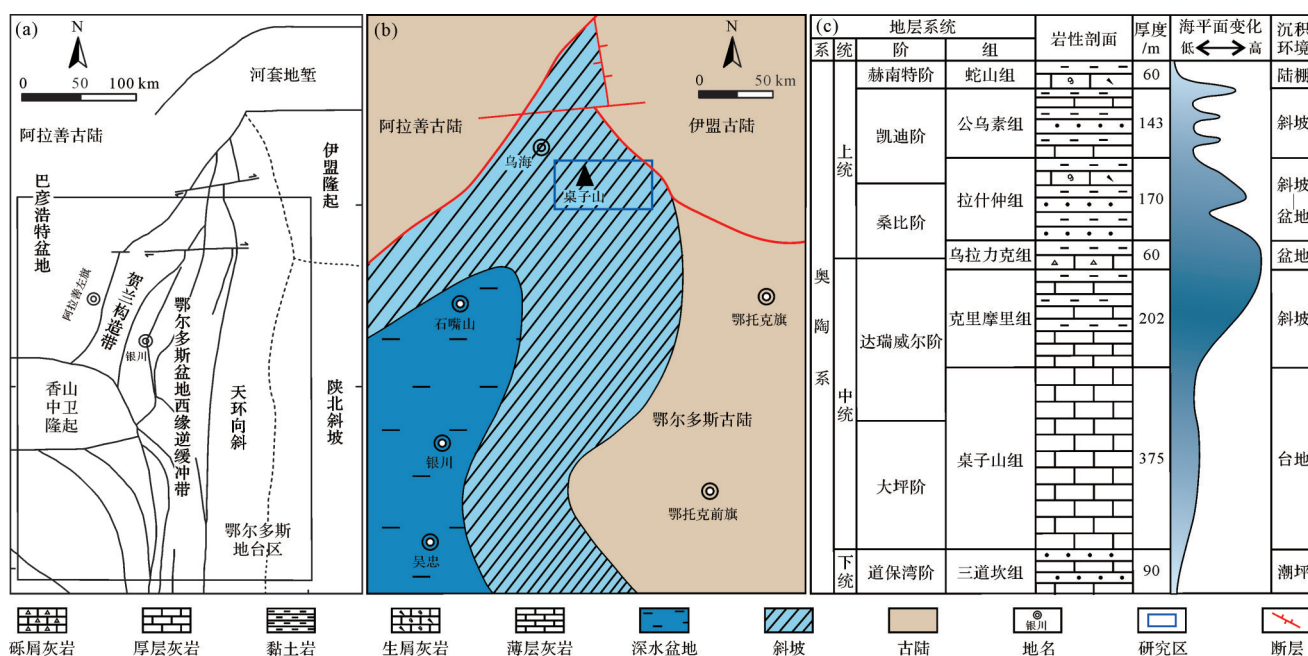 (a)
N
0 50 100 km
河套地堑
阿拉善古陆
伊盟隆起
巴彦浩特盆地
阿拉善左旗
贺兰构造带
银川
鄂尔多斯盆地西缘逆缓冲带
天环向斜
陕北斜坡
香山
中卫
隆起
鄂尔多斯
地台区
(b)
N
0 50 km
阿拉善古陆
伊盟古陆
乌海
桌子山
石嘴山
鄂托克旗
鄂尔多斯古陆
银川
鄂托克前旗
吴忠
(c)
地层系统
系 统 阶 组
岩性剖面
厚度
/m
海平面变化
低 高
沉积
环境
奥陶系
上统
中统
下统
赫南特阶 蛇山组 60 陆棚
凯迪阶 公乌素组 143 斜坡
桑比阶 拉什仲组 170 斜坡|盆地
乌拉力克组 60 盆地
达瑞威尔阶 克里摩里组 202 斜坡
大坪阶 桌子山组 375 台地
道保湾阶 三道坎组 90 潮坪
砾屑灰岩 厚层灰岩 黏土岩 生屑灰岩 薄层灰岩 深水盆地 斜坡 古陆 银川 地名 研究区 断层